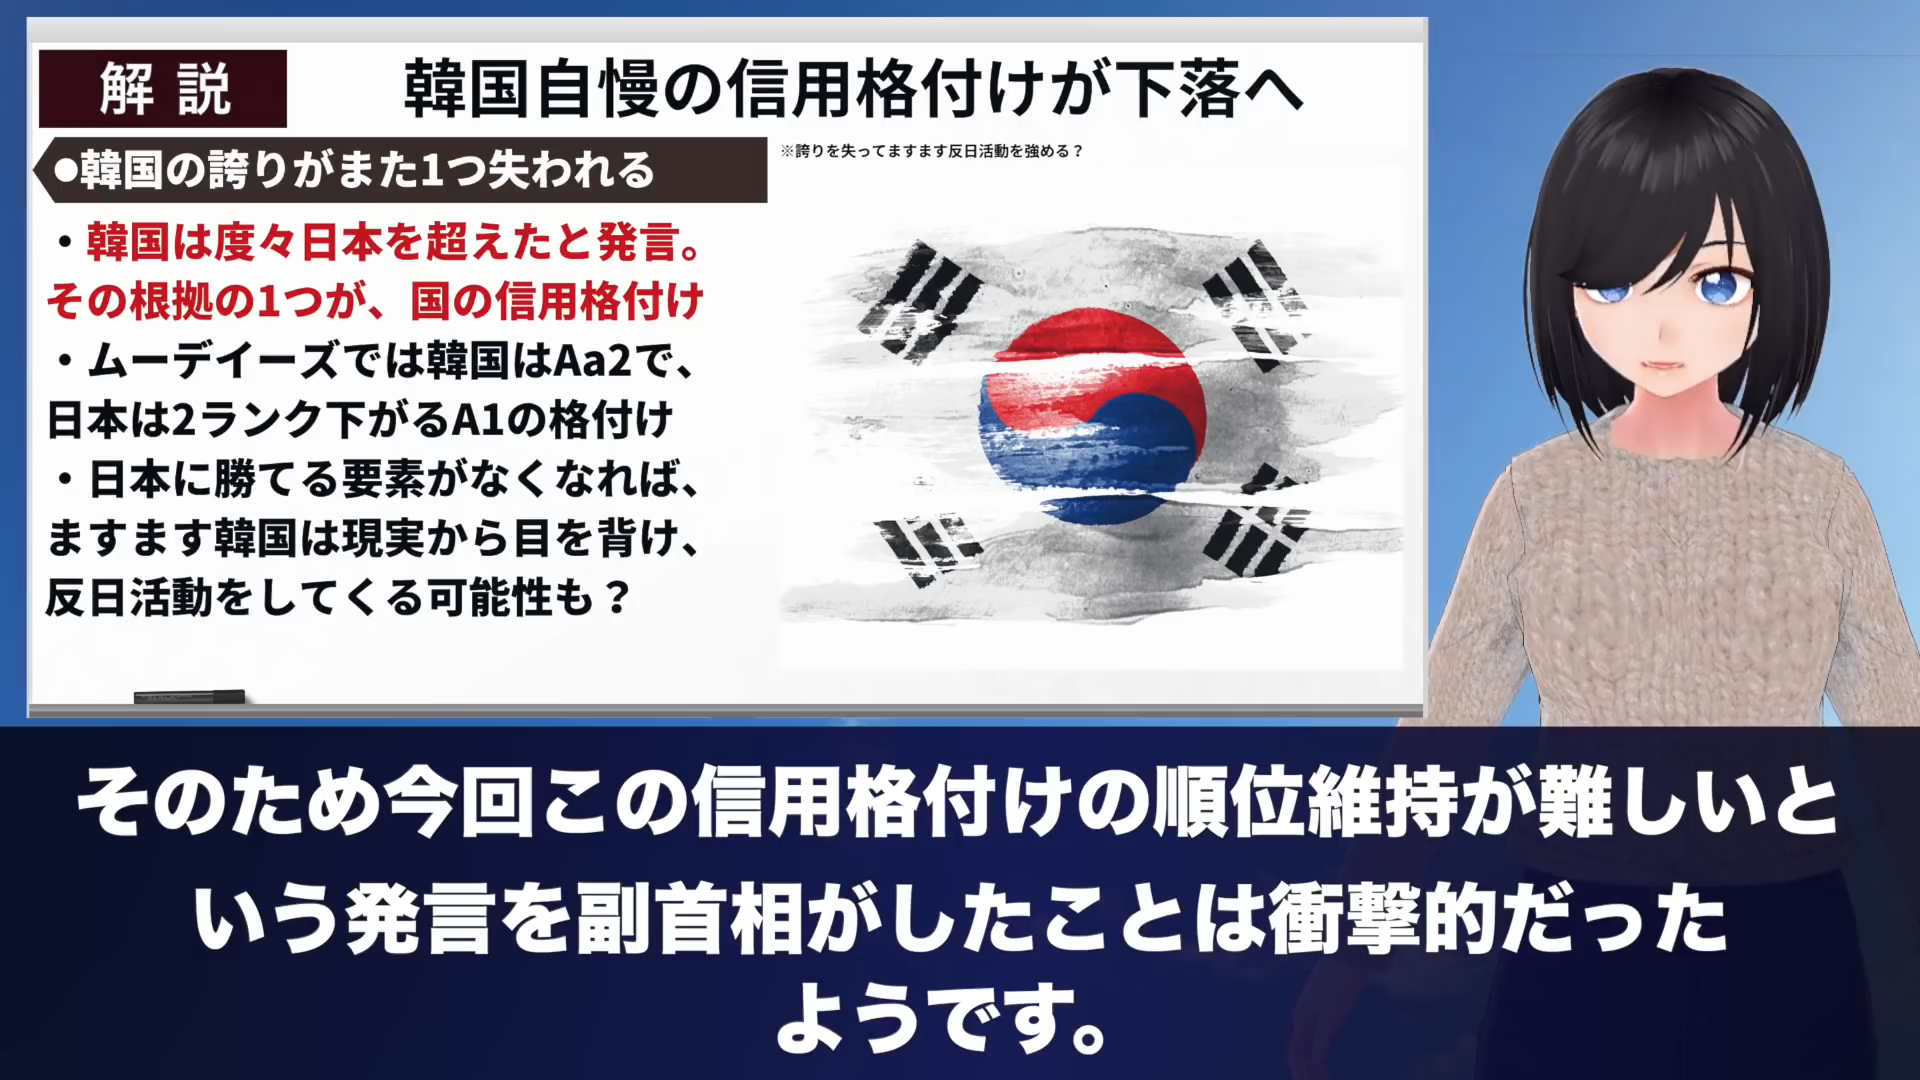 解説
韓国自慢の信用格付けが下落へ
●韓国の誇りがまた1つ失われる
※誇りを失ってますます反日活動を強める？
・韓国は度々日本を超えたと発言。
その根拠の1つが、国の信用格付け
・ムーデイーズでは韓国はAa2で、
日本は2ランク下がるA1の格付け
・日本に勝てる要素がなくなれば、
ますます韓国は現実から目を背け、
反日活動をしてくる可能性も？
そのため今回この信用格付けの順位維持が難しいと
いう発言を副首相がしたことは衝撃的だった
ようです。